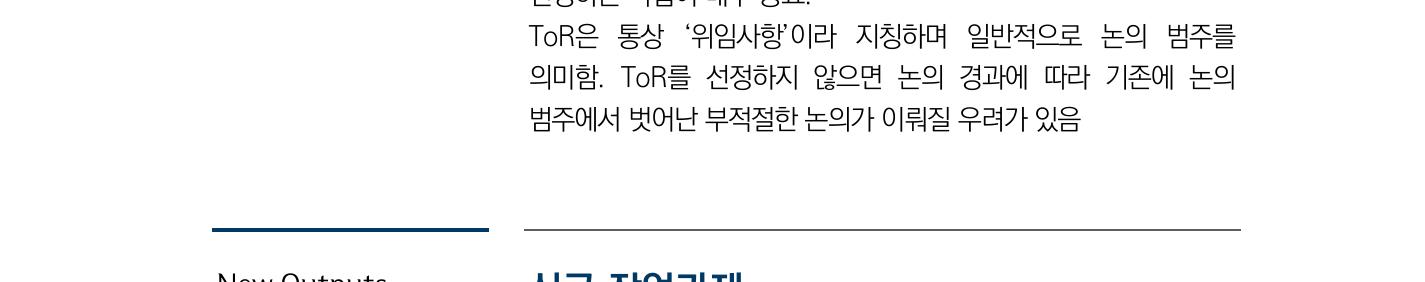 ToR은 통상 ‘위임사항’이라 지칭하며 일반적으로 논의 범주를
의미함. ToR를 선정하지 않으면 논의 경과에 따라 기존에 논의
범주에서 벗어난 부적절한 논의가 이뤄질 우려가 있음
New Outputs
신규 작업과제